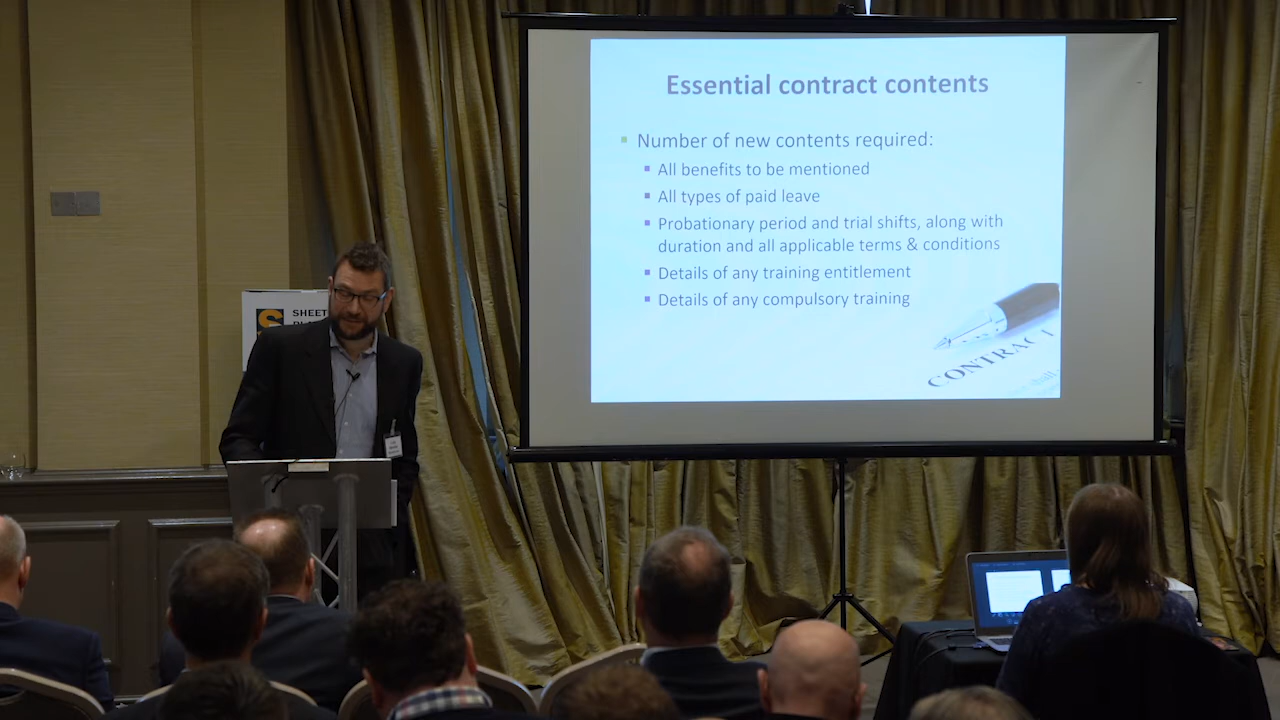 Essential contract contents
Number of new contents required:
All benefits to be mentioned
All types of paid leave
Probationary period and trial shifts, along with
duration and all applicable terms & conditions
Details of any training entitlement
Details of any compulsory training
CONTRACT
SHEET